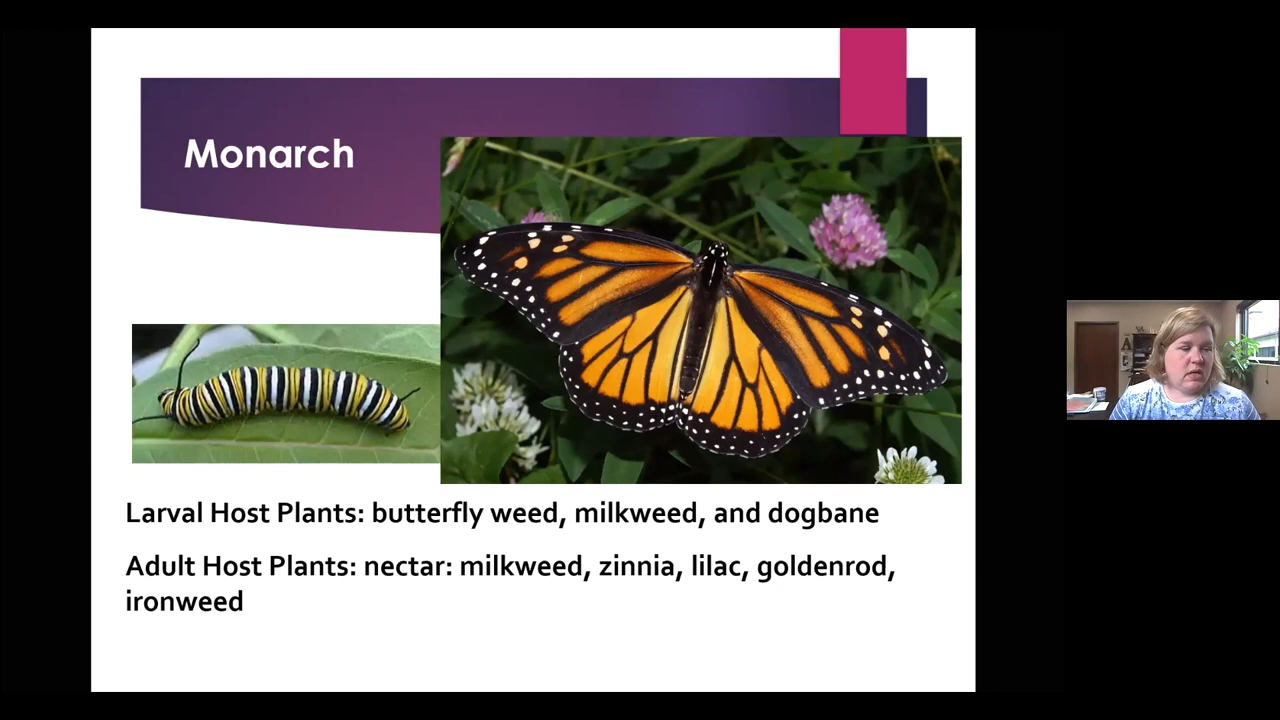 Monarch
Larval Host Plants: butterfly weed, milkweed, and dogbane
Adult Host Plants: nectar: milkweed, zinnia, lilac, goldenrod,
ironweed